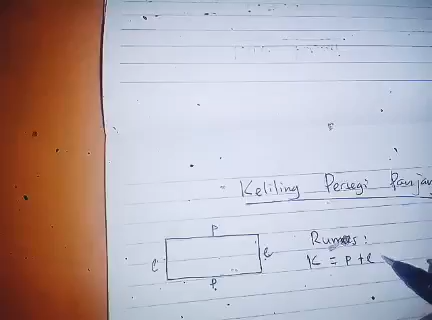 Keliling Persegi Panjan
P
Rumus :
l
l
K = P + l
P